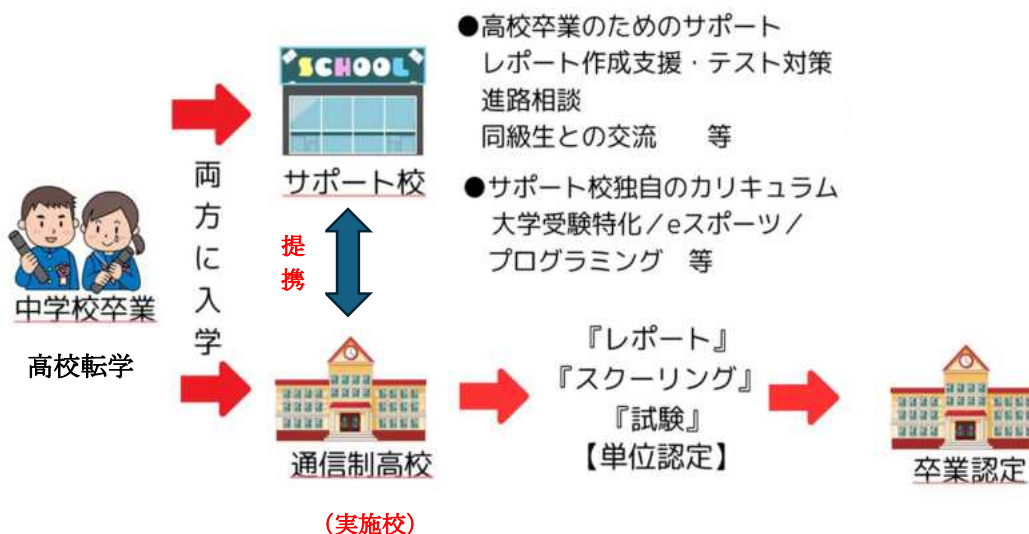 SCHOOL
サポート校
●高校卒業のためのサポート
レポート作成支援・テスト対策
進路相談
同級生との交流　　等
●サポート校独自のカリキュラム
大学受験特化／eスポーツ／
プログラミング　等
両方に入学
提携
中学校卒業
高校転学
通信制高校
（実施校）
『レポート』
『スクーリング』
『試験』
【単位認定】
卒業認定